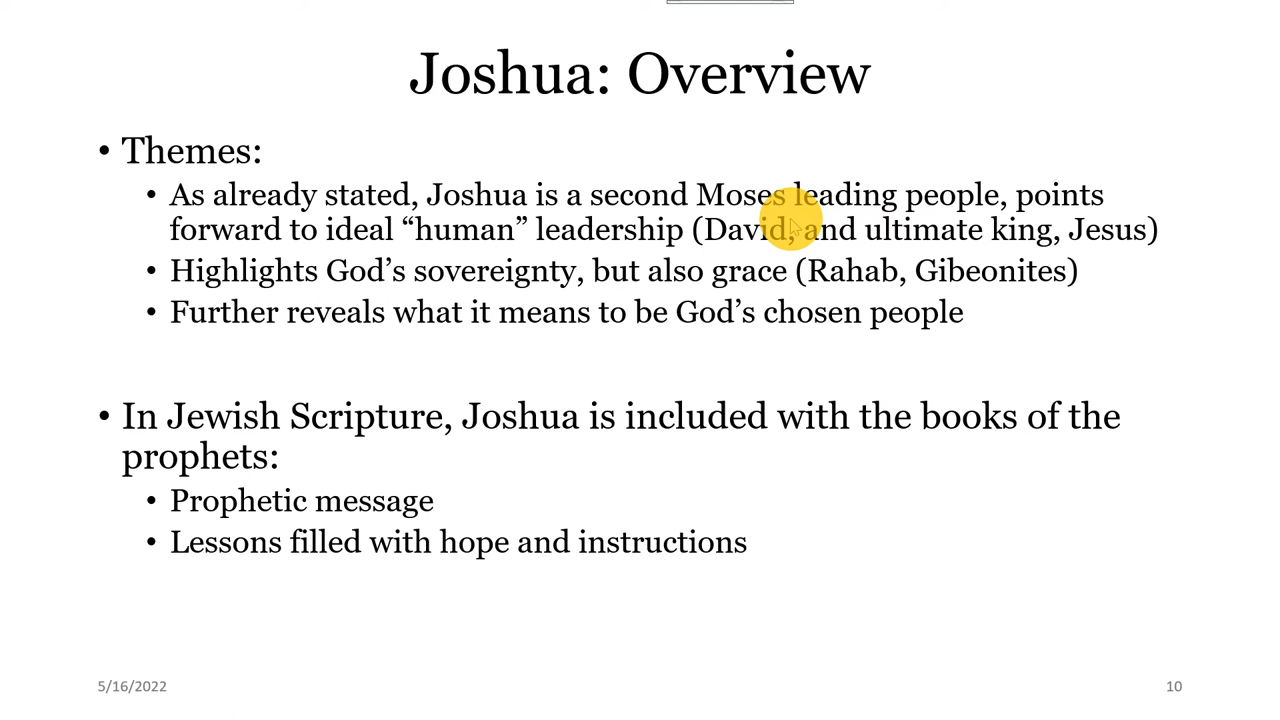 Joshua: Overview
• Themes:
• As already stated, Joshua is a second Moses leading people, points
forward to ideal “human” leadership (David, and ultimate king, Jesus)
• Highlights God’s sovereignty, but also grace (Rahab, Gibeonites)
• Further reveals what it means to be God’s chosen people
• In Jewish Scripture, Joshua is included with the books of the
prophets:
• Prophetic message
• Lessons filled with hope and instructions
5/16/2022
10